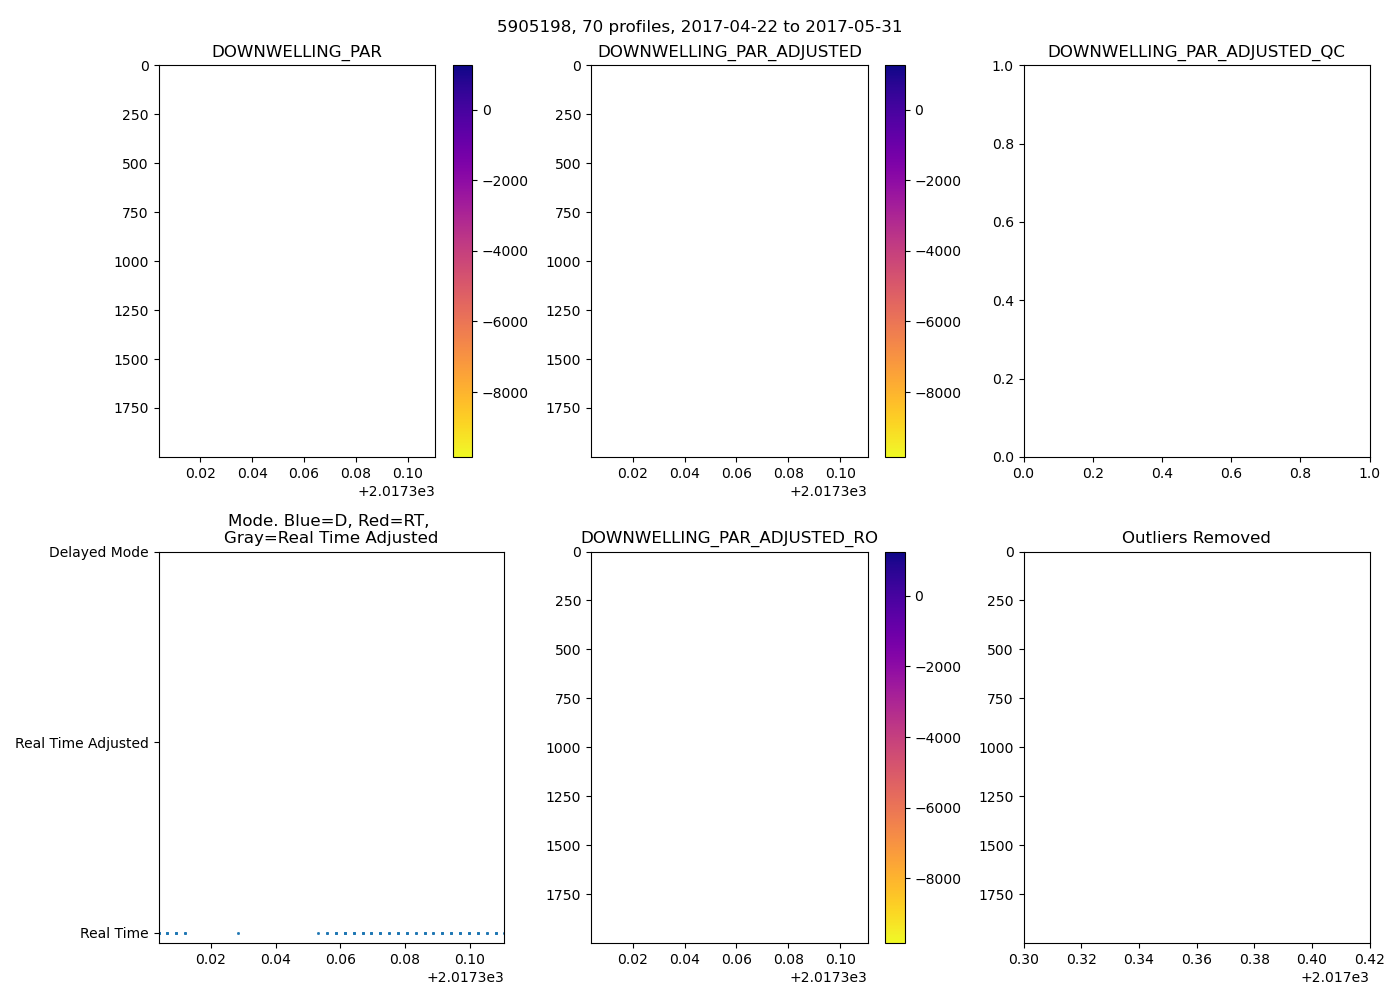 5905198, 70 profiles, 2017-04-22 to 2017-05-31
DOWNWELLING_PAR
0
250
500
750
1000
1250
1500
1750
0.02 0.04 0.06 0.08 0.10
+2.0173e3
0
−2000
−4000
−6000
−8000
DOWNWELLING_PAR_ADJUSTED
0
250
500
750
1000
1250
1500
1750
0.02 0.04 0.06 0.08 0.10
+2.0173e3
0
−2000
−4000
−6000
−8000
DOWNWELLING_PAR_ADJUSTED_QC
1.0
0.8
0.6
0.4
0.2
0.0
0.0 0.2 0.4 0.6 0.8 1.0
Mode. Blue=D, Red=RT,
Gray=Real Time Adjusted
Delayed Mode
Real Time Adjusted
Real Time
0.02 0.04 0.06 0.08 0.10
+2.0173e3
DOWNWELLING_PAR_ADJUSTED_RO
0
250
500
750
1000
1250
1500
1750
0.02 0.04 0.06 0.08 0.10
+2.0173e3
0
−2000
−4000
−6000
−8000
Outliers Removed
0
250
500
750
1000
1250
1500
1750
0.30 0.32 0.34 0.36 0.38 0.40 0.42
+2.017e3